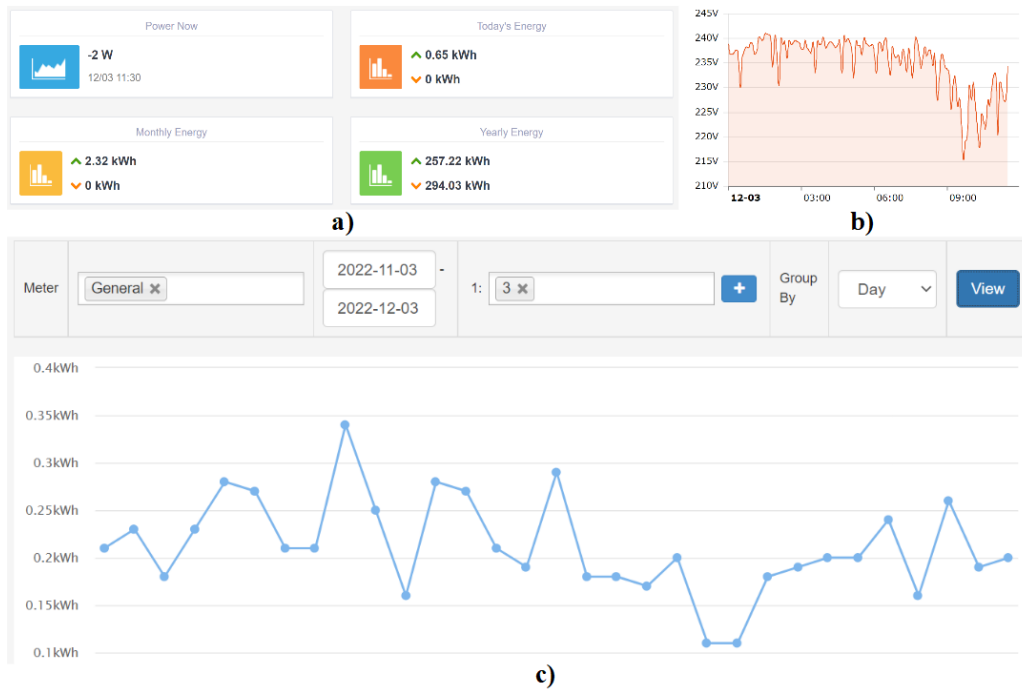 Power Now
-2 W
12/03 11:30
Today's Energy
0.65 kWh
0 kWh
Monthly Energy
2.32 kWh
0 kWh
Yearly Energy
257.22 kWh
294.03 kWh
a)
245V
240V
235V
230V
225V
220V
215V
210V
12-03 03:00 06:00 09:00
b)
Meter General × 2022-11-03 - 2022-12-03 1: 3 × + Group By Day View
0.4kWh
0.35kWh
0.3kWh
0.25kWh
0.2kWh
0.15kWh
0.1kWh
c)